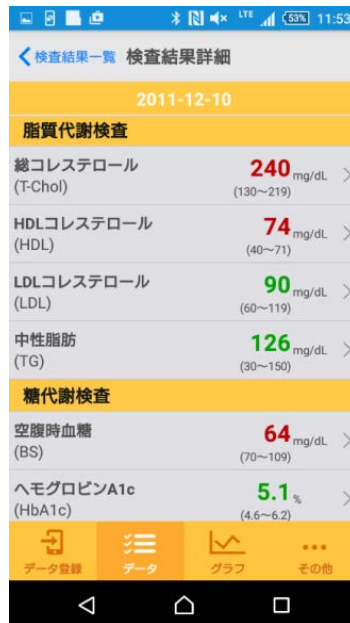 LTE 53% 11:53
検査結果一覧 検査結果詳細
2011-12-10
脂質代謝検査
総コレステロール 240 mg/dL
(T-Chol) (130～219)
HDLコレステロール 74 mg/dL
(HDL) (40～71)
LDLコレステロール 90 mg/dL
(LDL) (60～119)
中性脂肪 126 mg/dL
(TG) (30～150)
糖代謝検査
空腹時血糖 64 mg/dL
(BS) (70～109)
ヘモグロビンA1c 5.1 %
(HbA1c) (4.6～6.2)
データ登録 データ グラフ その他